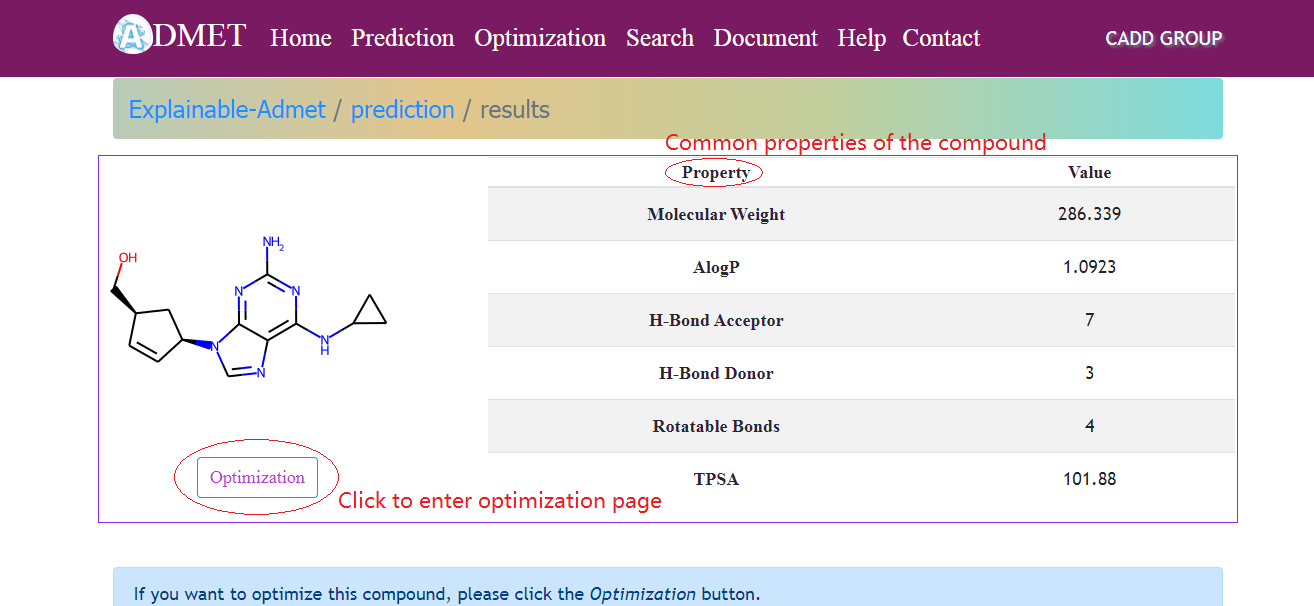 ADMET Home Prediction Optimization Search Document Help Contact CADD GROUP
Explainable-Admet / prediction / results
Common properties of the compound
Property Value
Molecular Weight 286.339
AlogP 1.0923
H-Bond Acceptor 7
H-Bond Donor 3
Rotatable Bonds 4
TPSA 101.88
NH2
OH
N
N
N
N
H
N
Optimization
Click to enter optimization page
If you want to optimize this compound, please click the Optimization button.